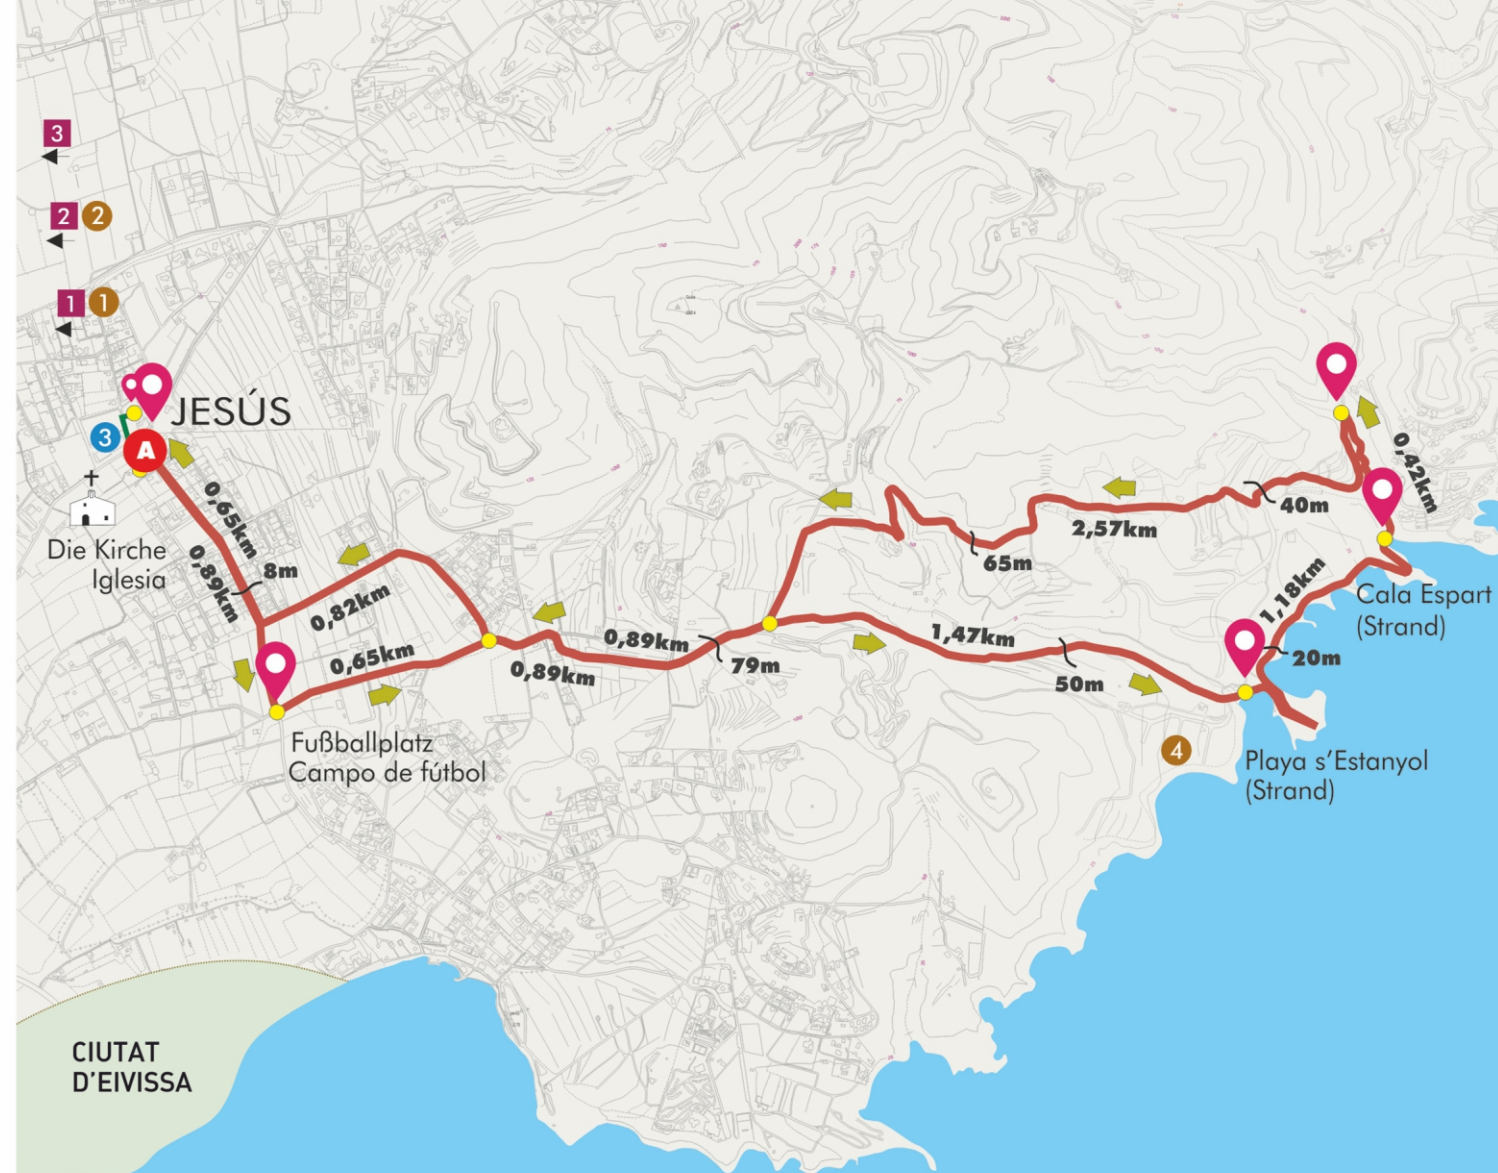 3
2 2
1 1
JESÚS
3
A
Die Kirche
Iglesia
0,65km
0,89km
8m
0,82km
0,65km
Fußballplatz
Campo de fútbol
0,89km
0,89km
79m
65m
2,57km
40m
0,42km
1,47km
50m
1,18km
20m
Cala Espart
(Strand)
4
Playa s'Estanyol
(Strand)
CIUTAT
D'EIVISSA